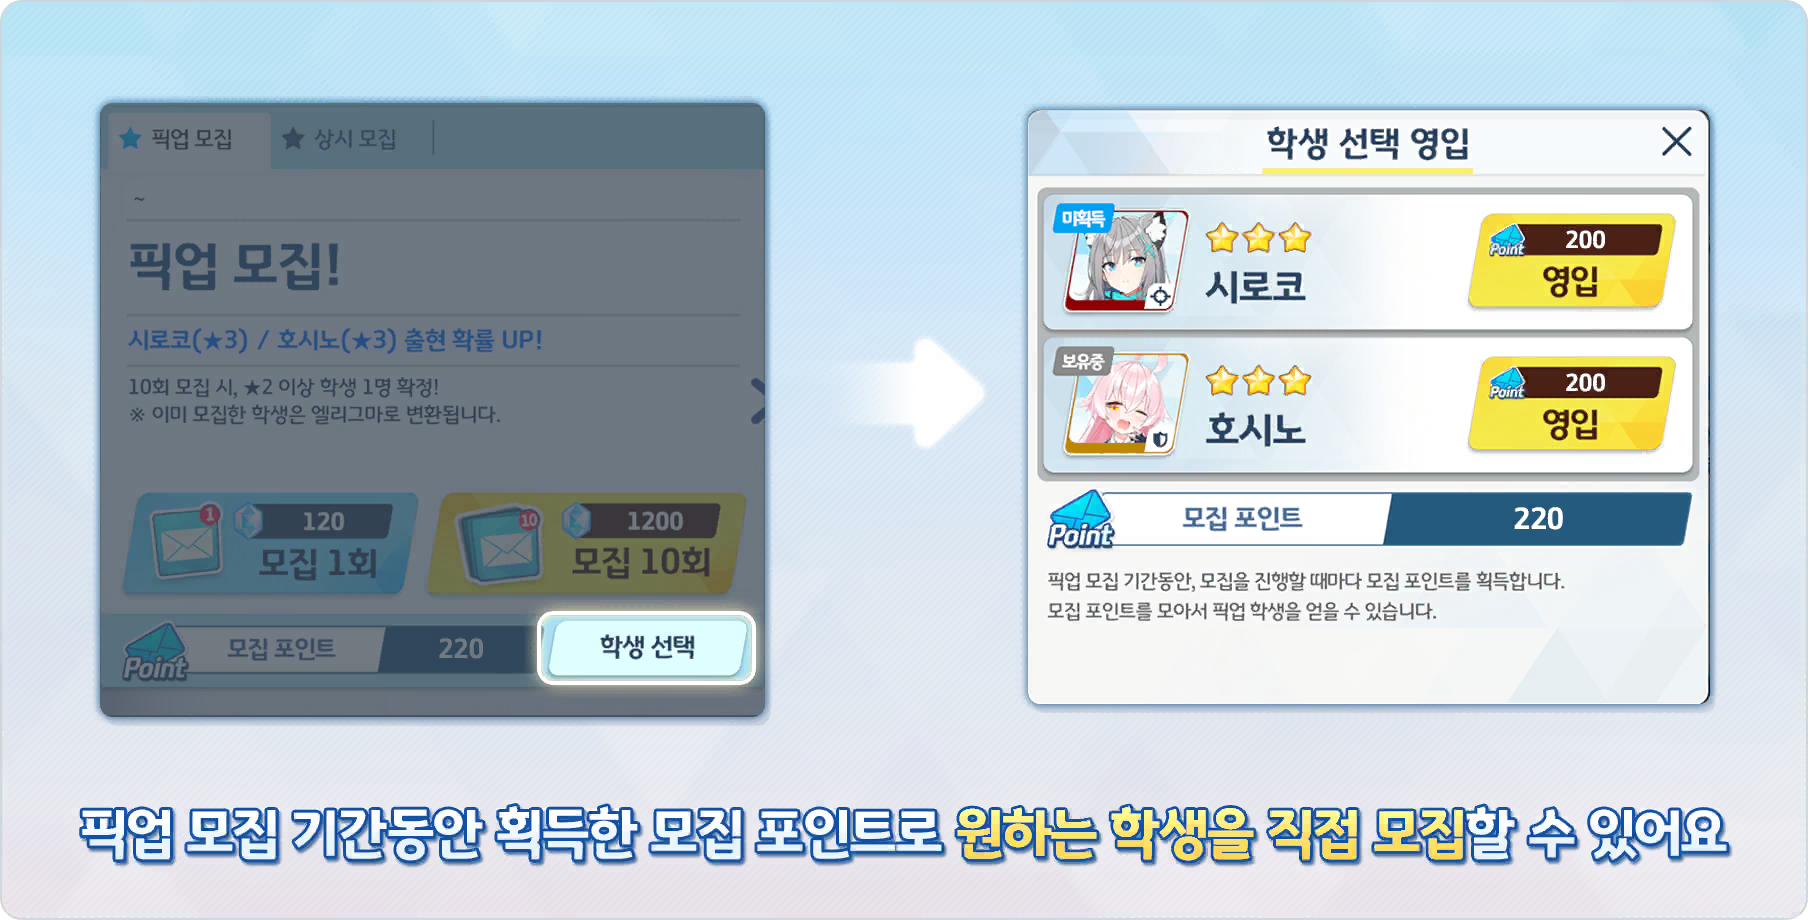 픽업 모집
상시 모집
~
픽업 모집!
시로코(★3) / 호시노(★3) 출현 확률 UP!
10회 모집 시, ★2 이상 학생 1명 확정!
※ 이미 모집한 학생은 엘리그마로 변환됩니다.
1
120
모집 1회
10
1200
모집 10회
Point
모집 포인트
220
학생 선택
학생 선택 영입
미획득
시로코
Point
200
영입
보유중
호시노
Point
200
영입
Point
모집 포인트
220
픽업 모집 기간동안, 모집을 진행할 때마다 모집 포인트를 획득합니다.
모집 포인트를 모아서 픽업 학생을 얻을 수 있습니다.
픽업 모집 기간동안 획득한 모집 포인트로 원하는 학생을 직접 모집할 수 있어요